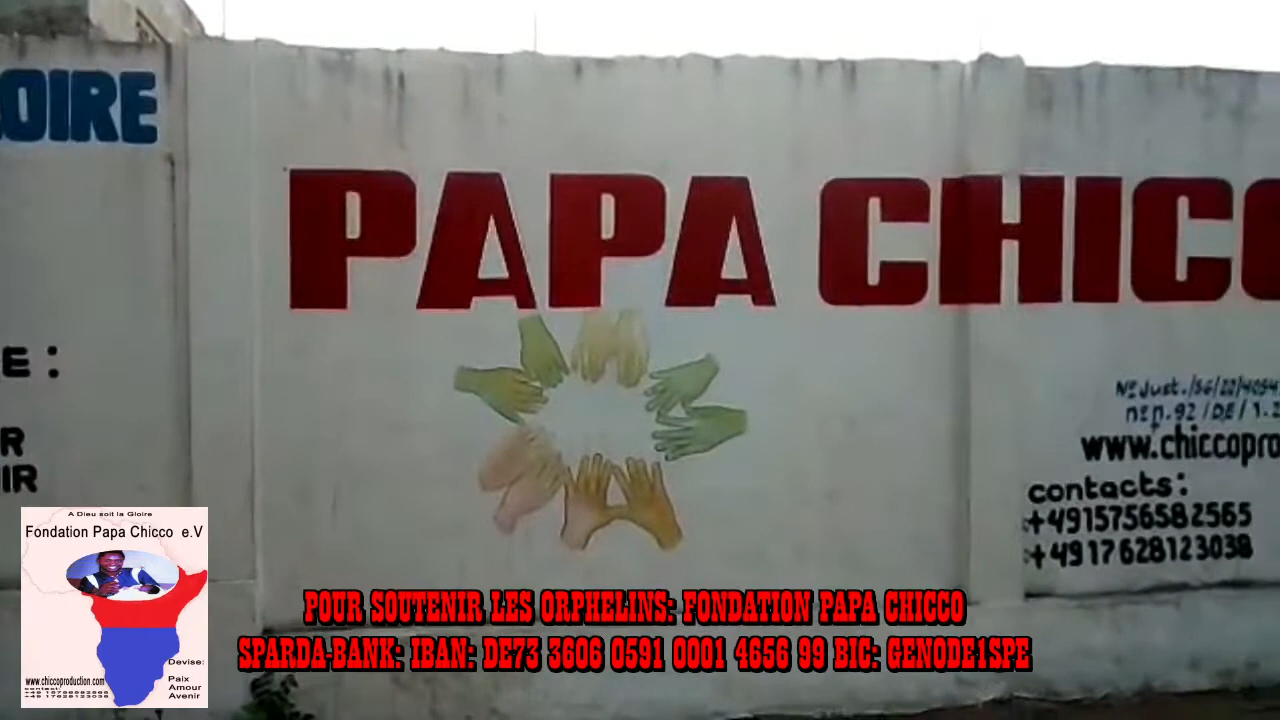 OIRE
PAPA CHICC
E :
R
IR
www.chiccopro
contacts:
+4915756582565
+4917628123038
A Dieu soit la Gloire
Fondation Papa Chicco e.V
Devise:
Paix
Amour
Avenir
www.chiccoproduction.com
POUR SOUTENIR LES ORPHELINS: FONDATION PAPA CHICCO
SPARDA-BANK: IBAN: DE73 3606 0591 0001 4656 99 BIC: GENODE1SPE